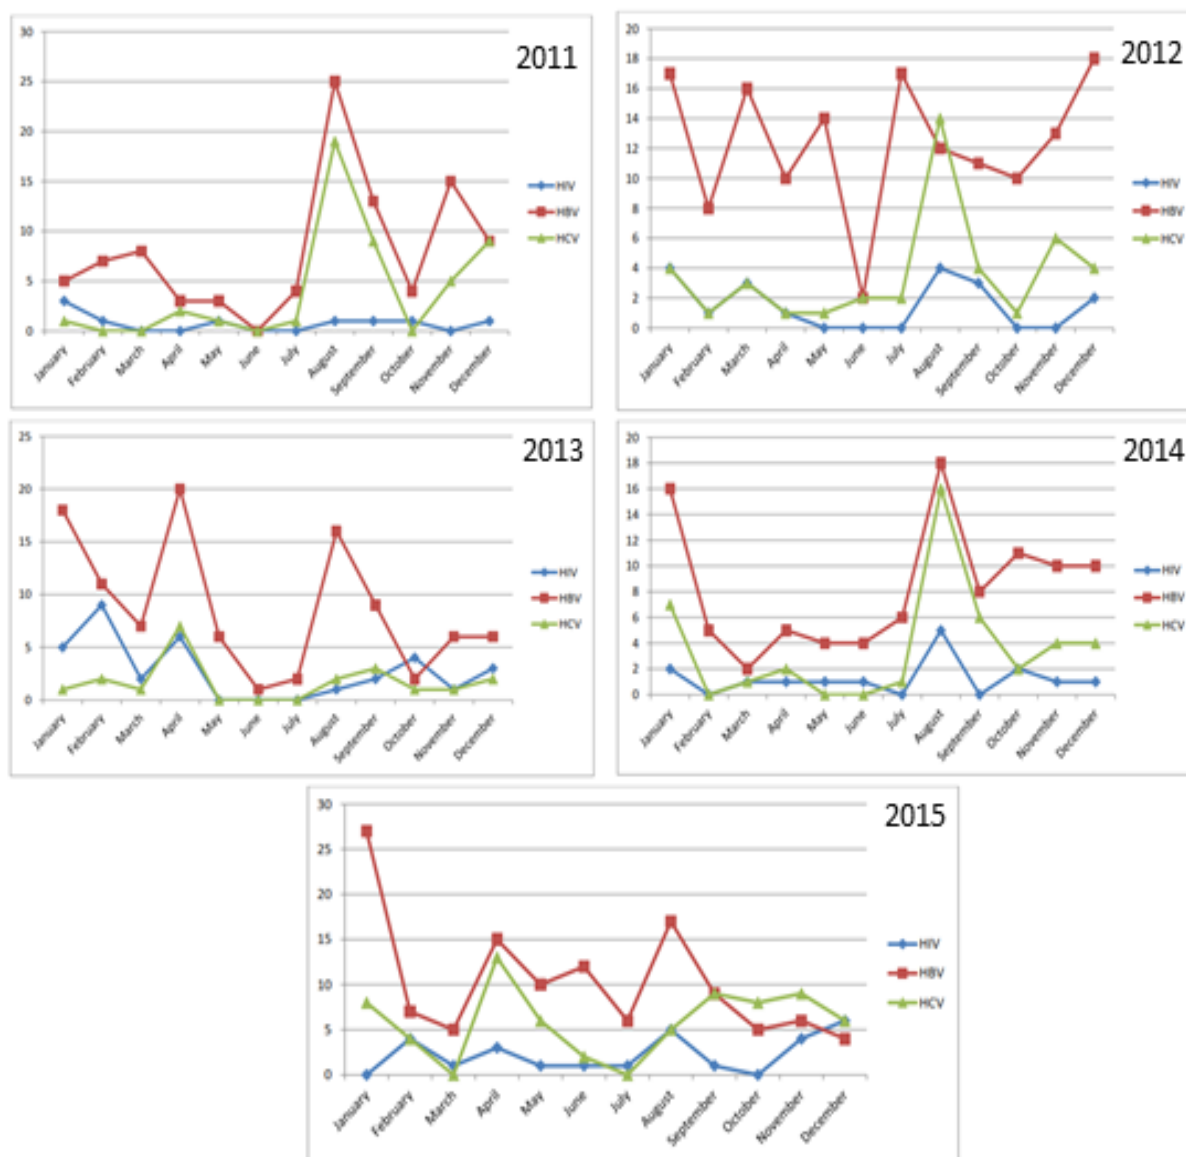 2011
30
25
20
15
10
5
0
HIV
HBV
HCV
January
February
March
April
May
June
July
August
September
October
November
December
2012
20
18
16
14
12
10
8
6
4
2
0
HIV
HBV
HCV
January
February
March
April
May
June
July
August
September
October
November
December
2013
25
20
15
10
5
0
HIV
HBV
HCV
January
February
March
April
May
June
July
August
September
October
November
December
2014
20
18
16
14
12
10
8
6
4
2
0
HIV
HBV
HCV
January
February
March
April
May
June
July
August
September
October
November
December
2015
30
25
20
15
10
5
0
HIV
HBV
HCV
January
February
March
April
May
June
July
August
September
October
November
December